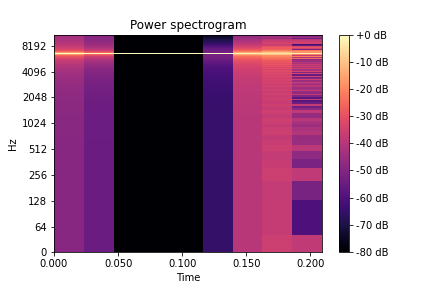 Power spectrogram
Hz
8192
4096
2048
1024
512
256
128
64
0
0.000
0.050
0.100
0.150
0.200
Time
+0 dB
-10 dB
-20 dB
-30 dB
-40 dB
-50 dB
-60 dB
-70 dB
-80 dB